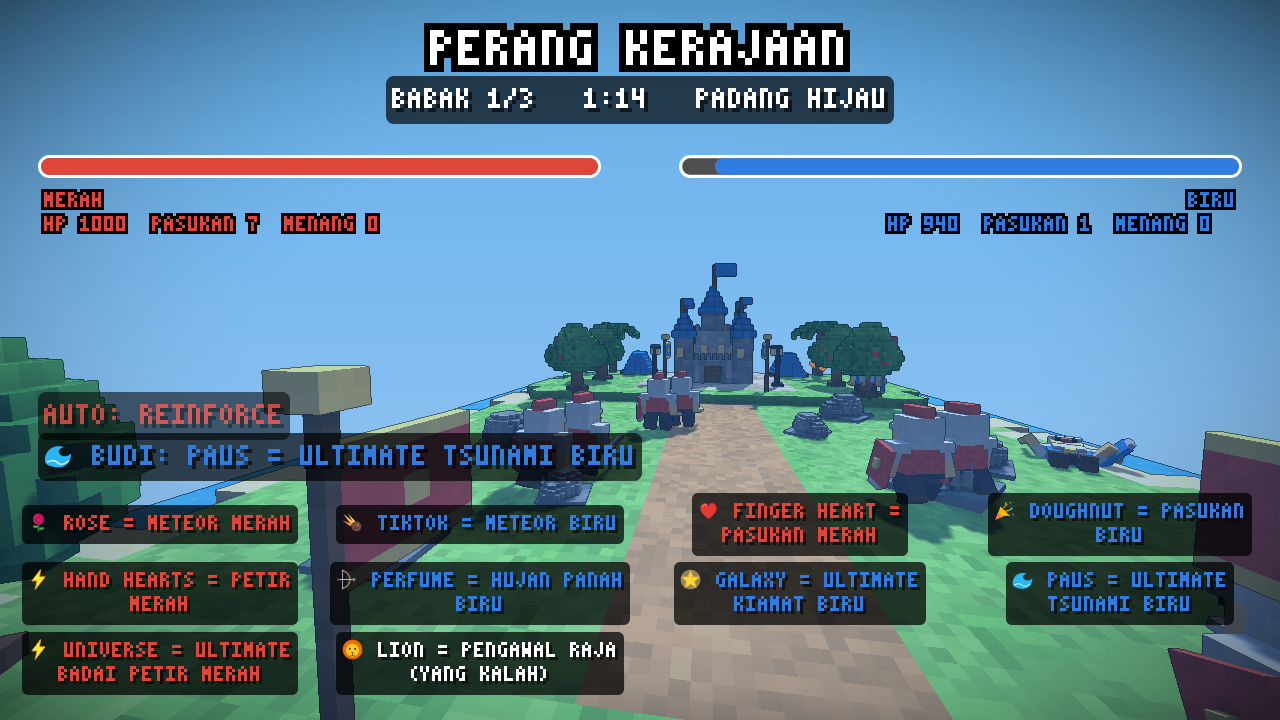 PERANG KERAJAAN
BABAK 1/3 1:14 PADANG HIJAU
MERAH
HP 1000 PASUKAN 7 MENANG 0
BIRU
HP 940 PASUKAN 1 MENANG 0
AUTO: REINFORCE
BUDI: PAUS = ULTIMATE TSUNAMI BIRU
ROSE = METEOR MERAH
TIKTOK = METEOR BIRU
FINGER HEART =
PASUKAN MERAH
DOUGHNUT = PASUKAN
BIRU
HAND HEARTS = PETIR
MERAH
PERFUME = HUJAN PANAH
BIRU
GALAXY = ULTIMATE
KIAMAT BIRU
PAUS = ULTIMATE
TSUNAMI BIRU
UNIVERSE = ULTIMATE
BADAI PETIR MERAH
LION = PENGAWAL RAJA
(YANG KALAH)